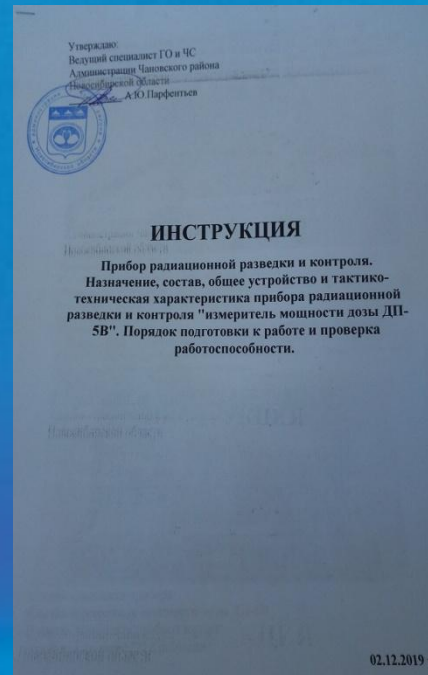 Утверждаю:
Ведущий специалист ГО и ЧС
Администрации Чановского района
Новосибирской области
А.Ю.Парфентьев
ИНСТРУКЦИЯ
Прибор радиационной разведки и контроля.
Назначение, состав, общее устройство и тактико-
техническая характеристика прибора радиационной
разведки и контроля "измеритель мощности дозы ДП-
5В". Порядок подготовки к работе и проверка
работоспособности.
Новосибирской области
02.12.2019